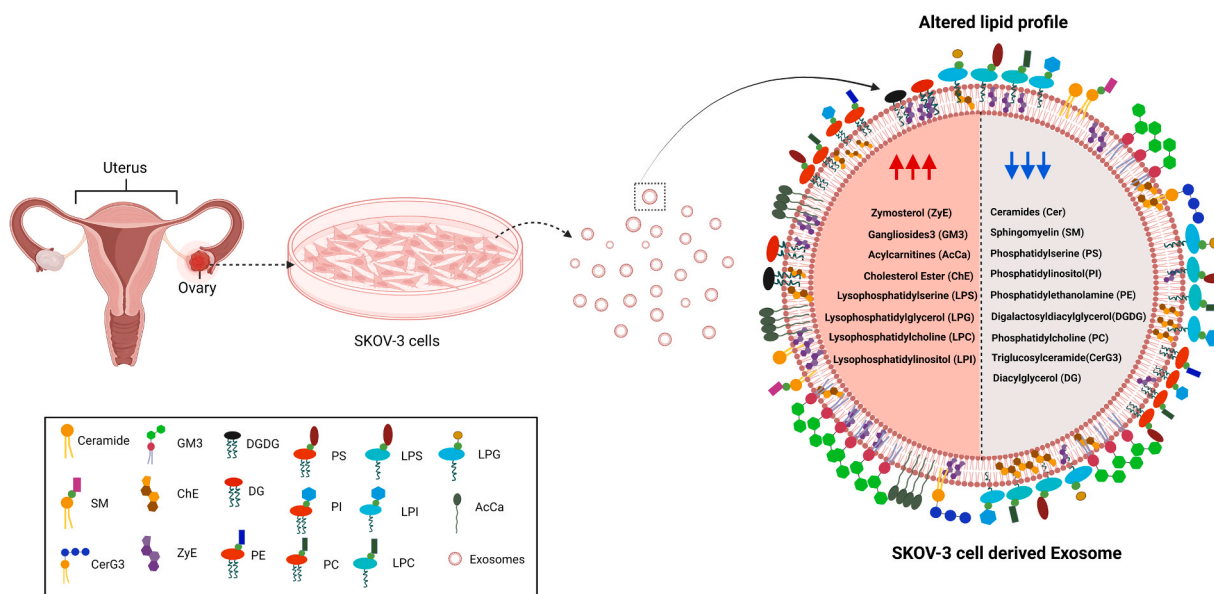 Altered lipid profile
Uterus
Ovary
SKOV-3 cells
Zymosterol (ZyE)
Gangliosides3 (GM3)
Acylcarnitines (AcCa)
Cholesterol Ester (ChE)
Lysophosphatidylserine (LPS)
Lysophosphatidylglycerol (LPG)
Lysophosphatidylcholine (LPC)
Lysophosphatidylinositol (LPI)
Ceramides (Cer)
Sphingomyelin (SM)
Phosphatidylserine (PS)
Phosphatidylinositol(PI)
Phosphatidylethanolamine (PE)
Digalactosyldiacylglycerol(DGDG)
Phosphatidylcholine (PC)
Triglucosylceramide(CerG3)
Diacylglycerol (DG)
SKOV-3 cell derived Exosome
Ceramide
GM3
DGDG
PS
LPS
LPG
SM
ChE
DG
PI
LPI
AcCa
CerG3
ZyE
PE
PC
LPC
Exosomes